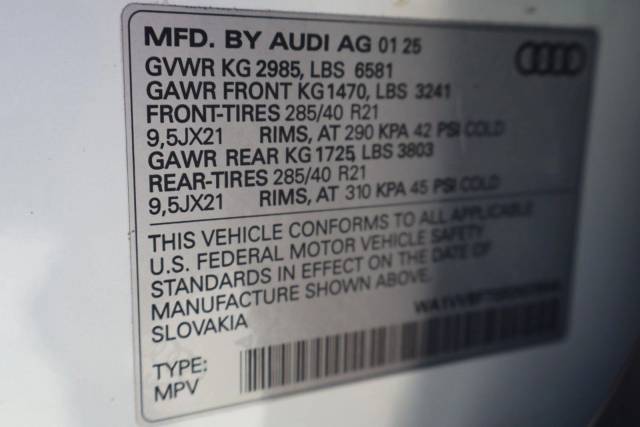 MFD. BY AUDI AG 01 25
GVWR KG 2985, LBS 6581
GAWR FRONT KG1470, LBS 3241
FRONT-TIRES 285/40 R21
9,5JX21 RIMS, AT 290 KPA 42 PSI COLD
GAWR REAR KG 1725, LBS 3803
REAR-TIRES 285/40 R21
9,5JX21 RIMS, AT 310 KPA 45 PSI COLD
THIS VEHICLE CONFORMS TO ALL APPLICABLE
U.S. FEDERAL MOTOR VEHICLE SAFETY
STANDARDS IN EFFECT ON THE DATE OF
MANUFACTURE SHOWN ABOVE.
SLOVAKIA
TYPE:
MPV